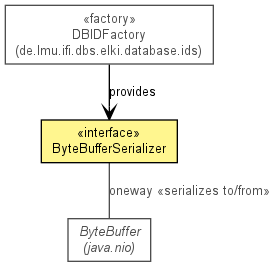 «factory»
DBIDFactory
(de.lmu.ifi.dbs.elki.database.ids)
provides
«interface»
ByteBufferSerializer
oneway «serializes to/from»
ByteBuffer
(java.nio)